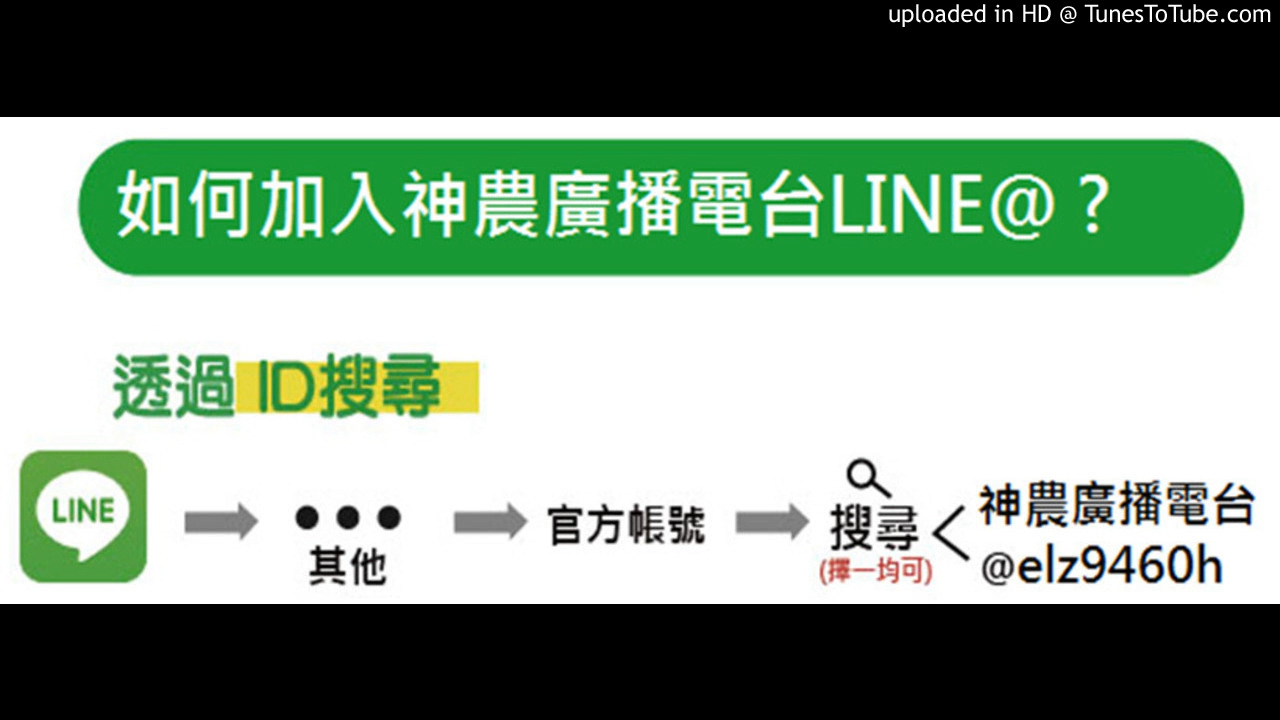 uploaded in HD @ TunesToTube.com
如何加入神農廣播電台LINE@？
透過 ID搜尋
LINE
其他
官方帳號
搜尋
(擇一均可)
神農廣播電台
@elz9460h